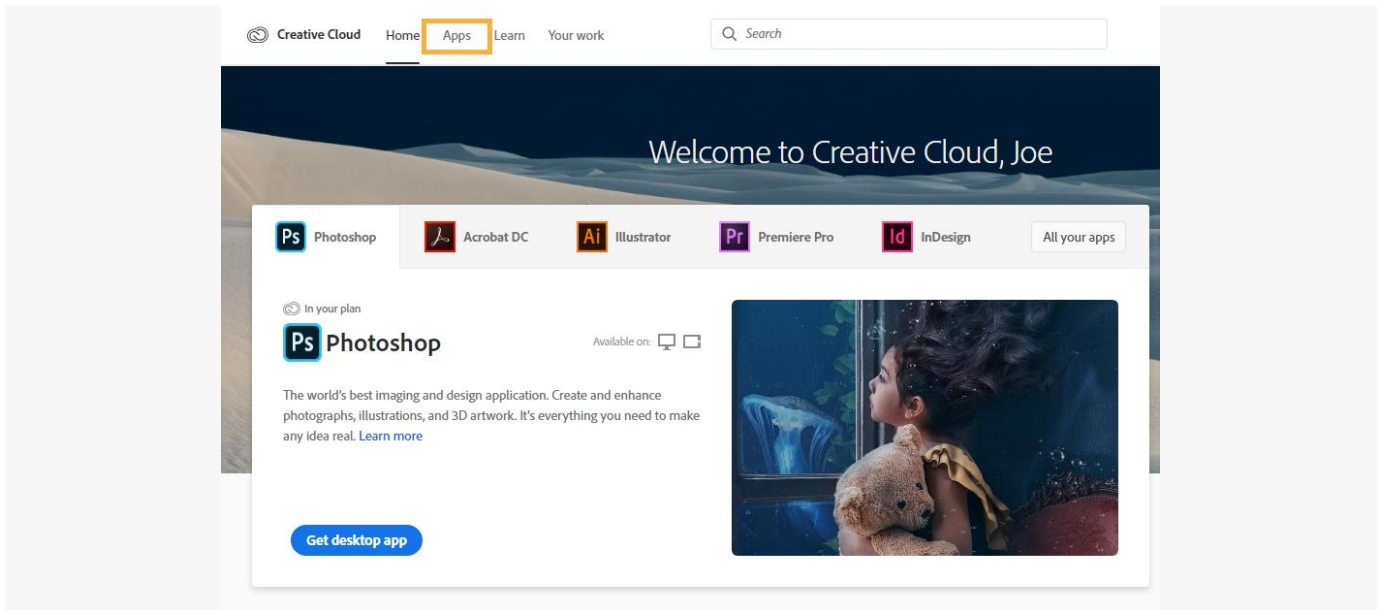 Creative Cloud Home Apps Learn Your work Search
Welcome to Creative Cloud, Joe
Ps Photoshop Acrobat DC Ai Illustrator Pr Premiere Pro Id InDesign All your apps
In your plan
Ps Photoshop Available on:
The world's best imaging and design application. Create and enhance
photographs, illustrations, and 3D artwork. It's everything you need to make
any idea real. Learn more
Get desktop app